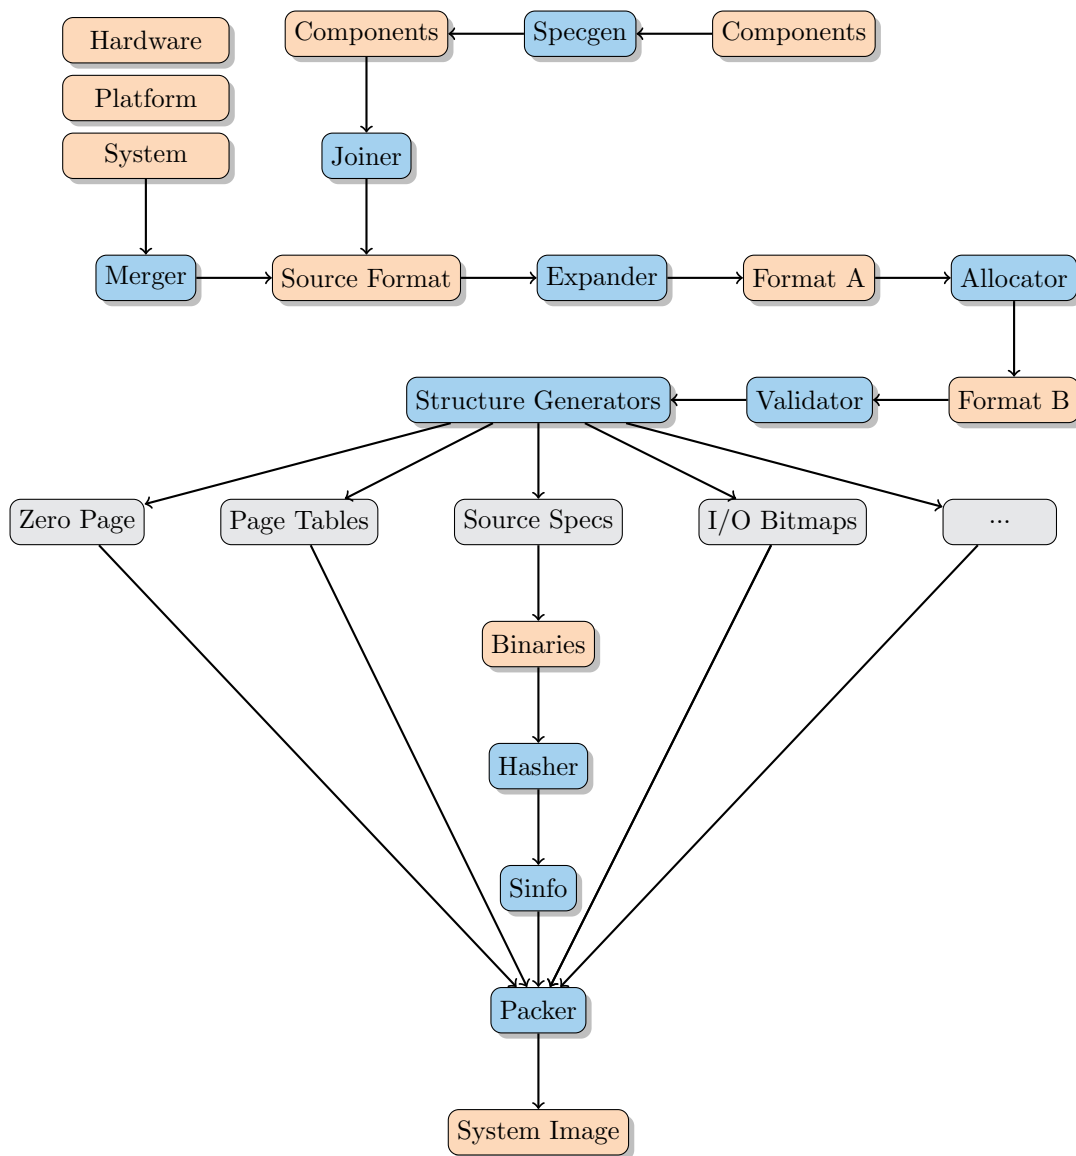 Hardware
Components
Specgen
Components
Platform
System
Joiner
Merger
Source Format
Expander
Format A
Allocator
Structure Generators
Validator
Format B
Zero Page
Page Tables
Source Specs
I/O Bitmaps
...
Binaries
Hasher
Sinfo
Packer
System Image